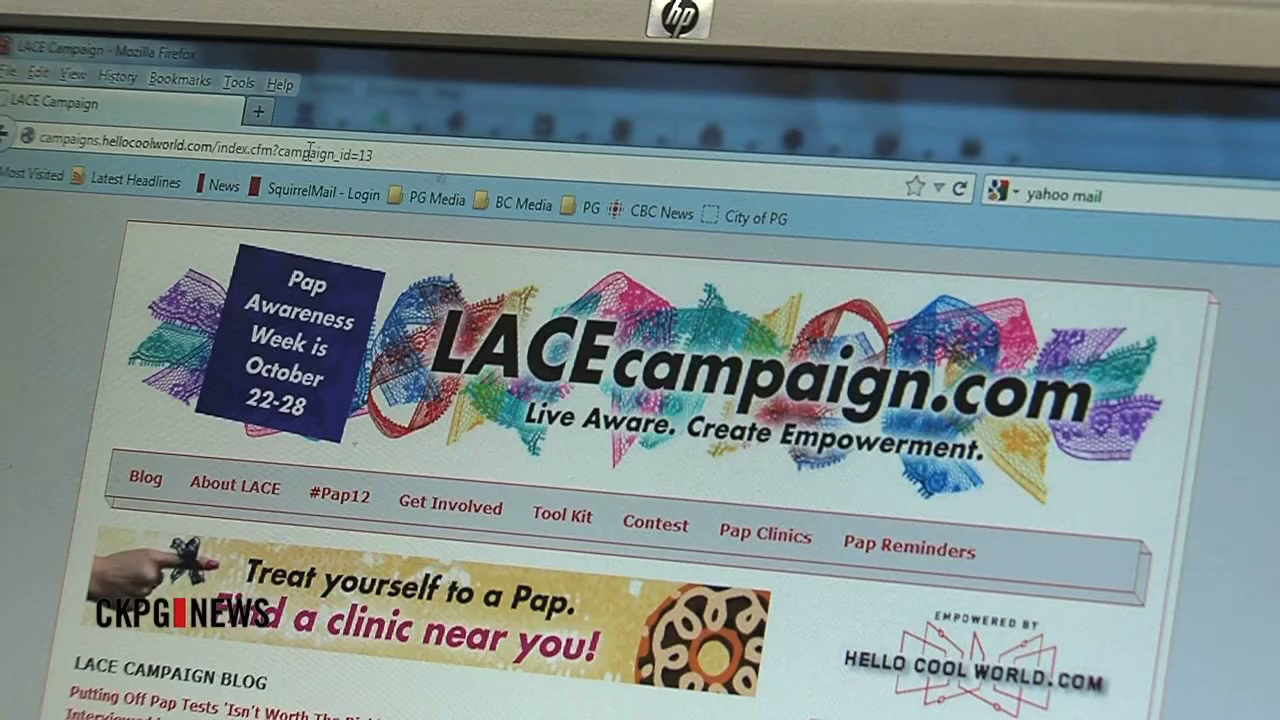 hp
LACE Campaign - Mozilla Firefox
File Edit View History Bookmarks Tools Help
LACE Campaign
+
campaigns.hellocoolworld.com/index.cfm?campaign_id=13
yahoo mail
Most Visited Latest Headlines News SquirrelMail - Login PG Media BC Media PG CBC News City of PG
Pap
Awareness
Week is
October
22-28
LACEcampaign.com
Live Aware. Create Empowerment.
Blog About LACE #Pap12 Get Involved Tool Kit Contest Pap Clinics Pap Reminders
Treat yourself to a Pap.
Find a clinic near you!
CKPG NEWS
EMPOWERED BY
HELLO COOL WORLD.COM
LACE CAMPAIGN BLOG
Putting Off Pap Tests 'Isn't Worth The